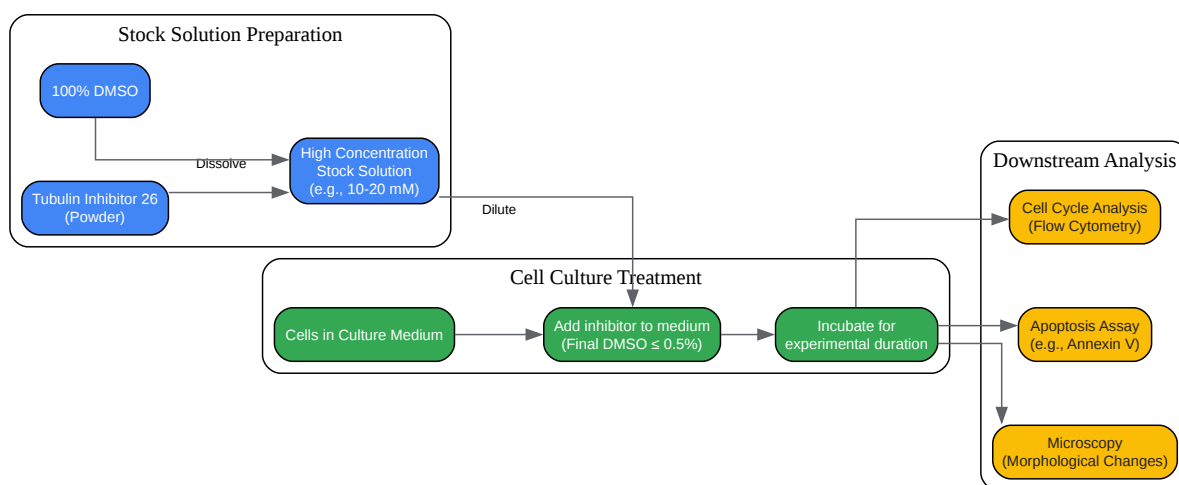 Stock Solution Preparation
100% DMSO
Dissolve
High Concentration
Stock Solution
(e.g., 10-20 mM)
Tubulin Inhibitor 26
(Powder)
Dilute
Cell Culture Treatment
Cells in Culture Medium
Add inhibitor to medium
(Final DMSO ≤ 0.5%)
Incubate for
experimental duration
Downstream Analysis
Cell Cycle Analysis
(Flow Cytometry)
Apoptosis Assay
(e.g., Annexin V)
Microscopy
(Morphological Changes)